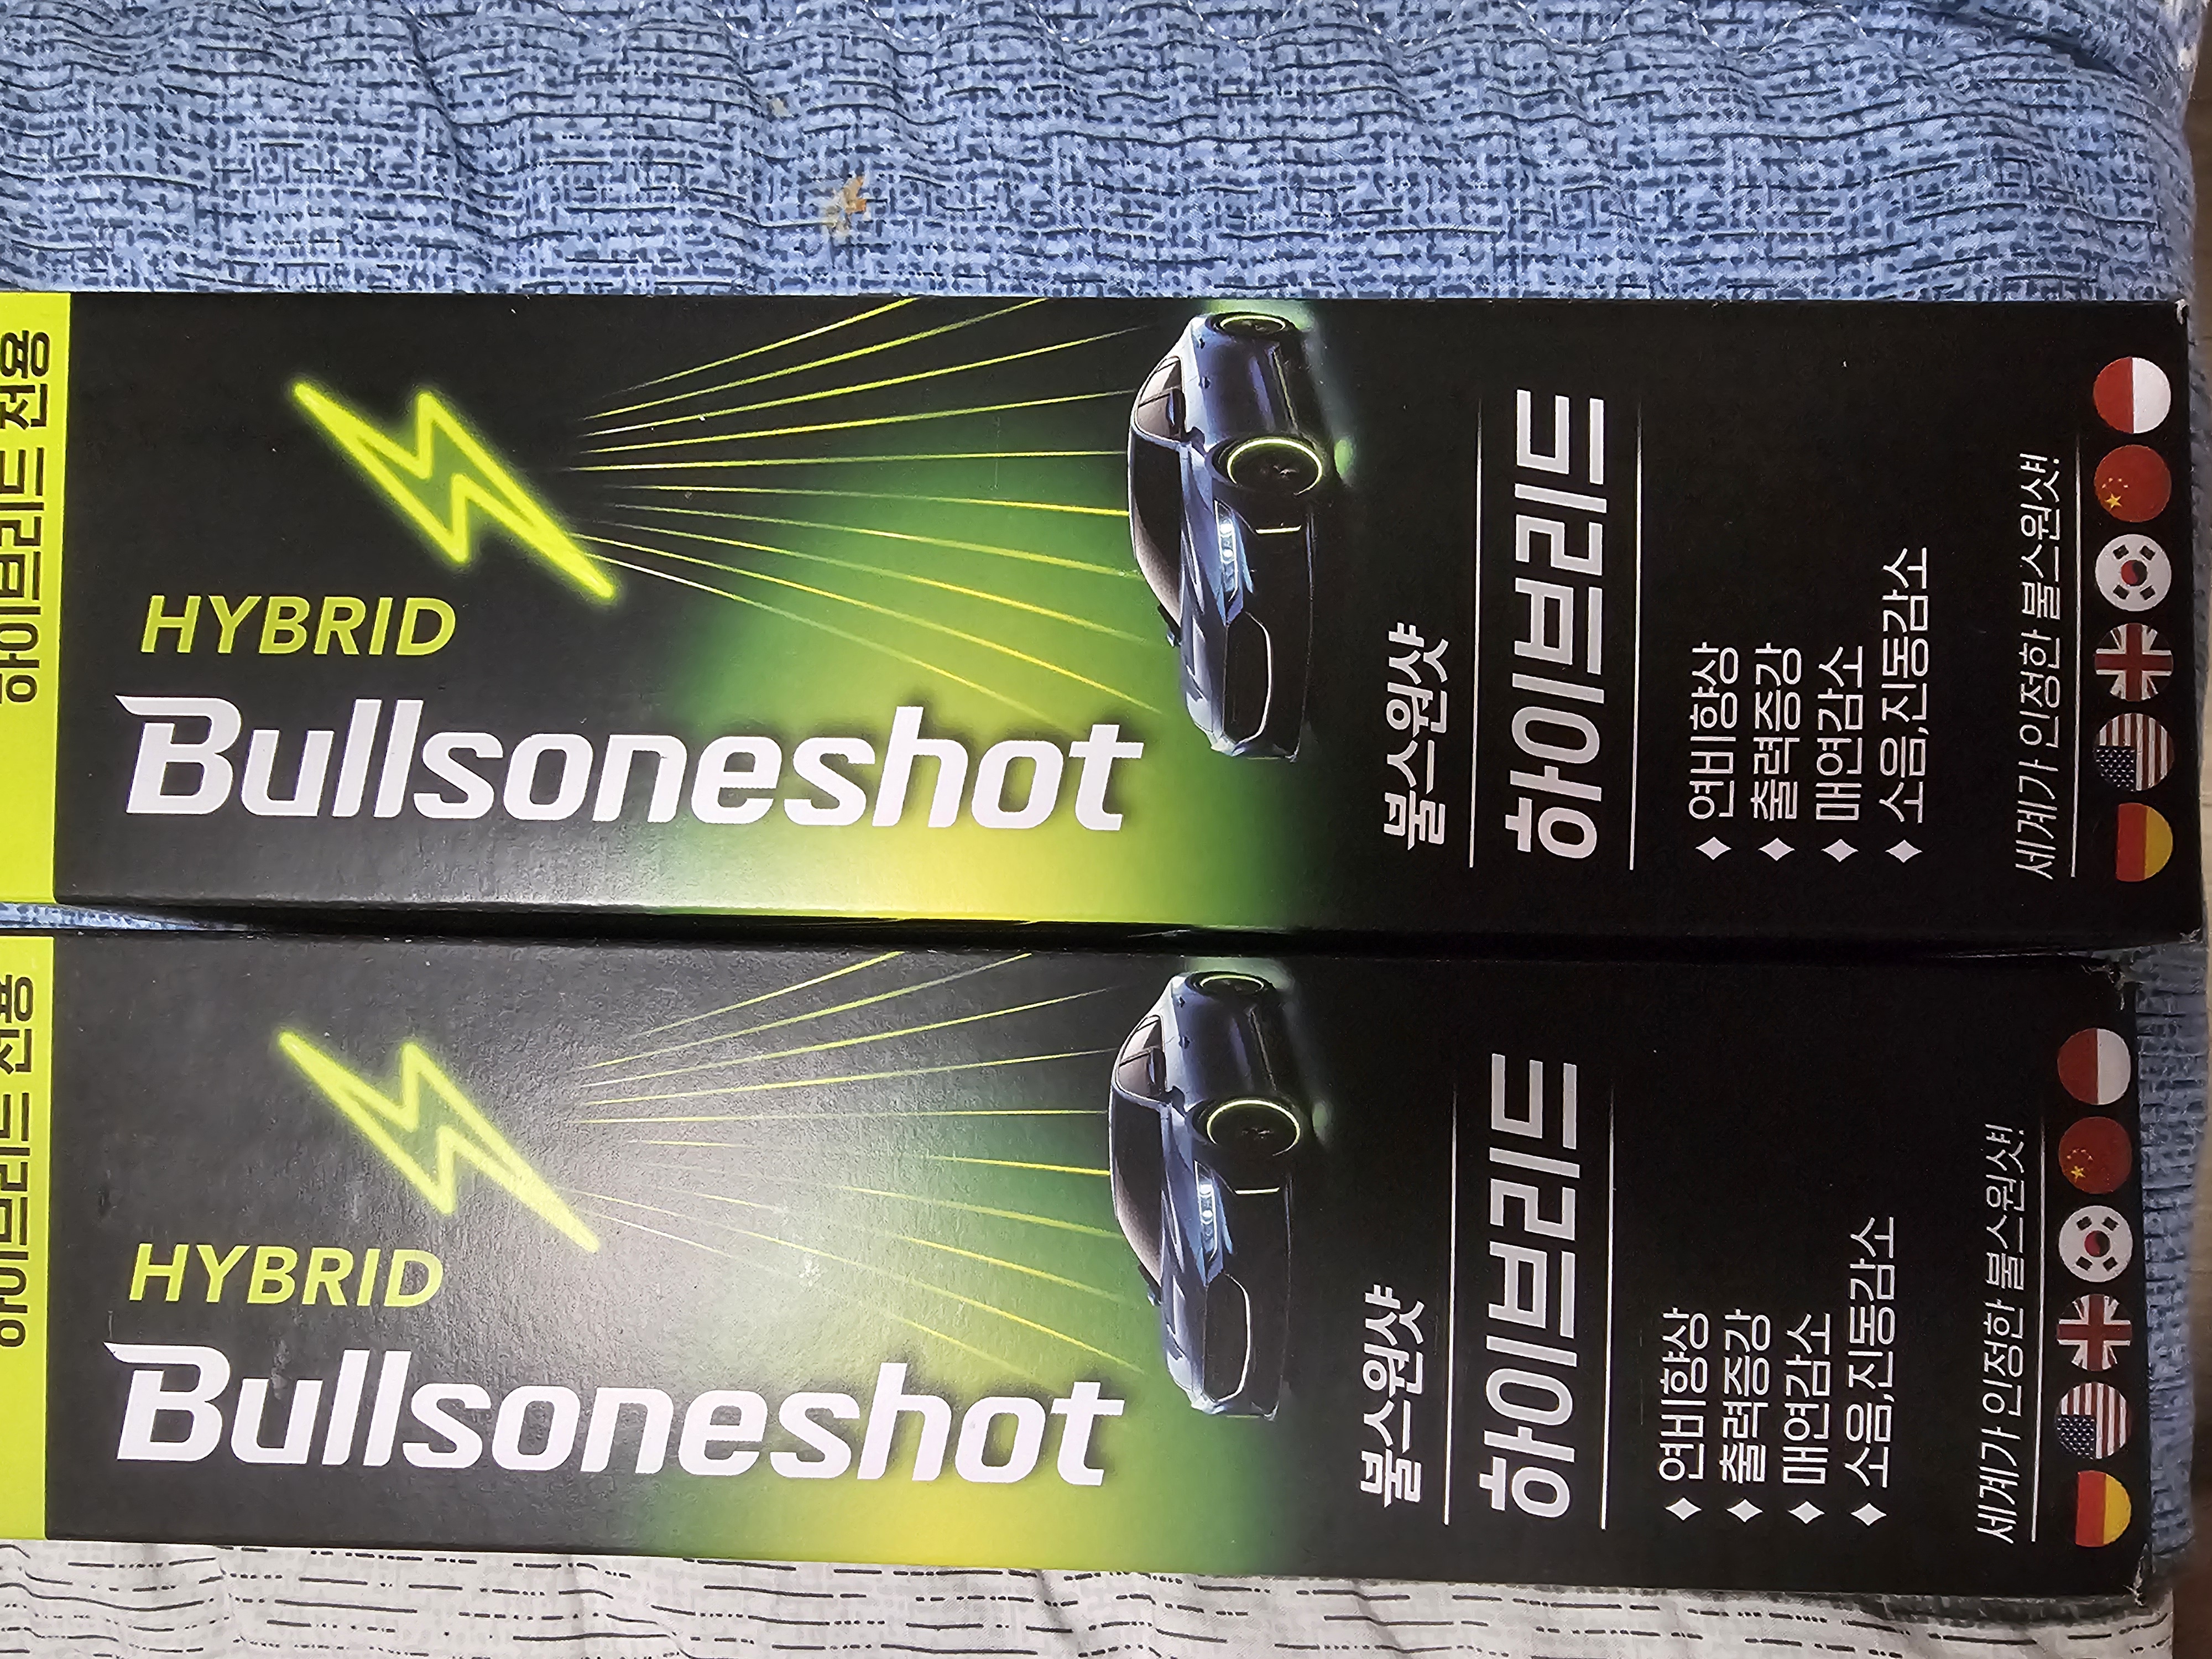 하이브리드 전용
HYBRID
Bullsoneshot
불스원샷
하이브리드
연비향상
출력증강
매연감소
소음,진동감소
세계가 인정한 불스원샷!
하이브리드 전용
HYBRID
Bullsoneshot
불스원샷
하이브리드
연비향상
출력증강
매연감소
소음,진동감소
세계가 인정한 불스원샷!